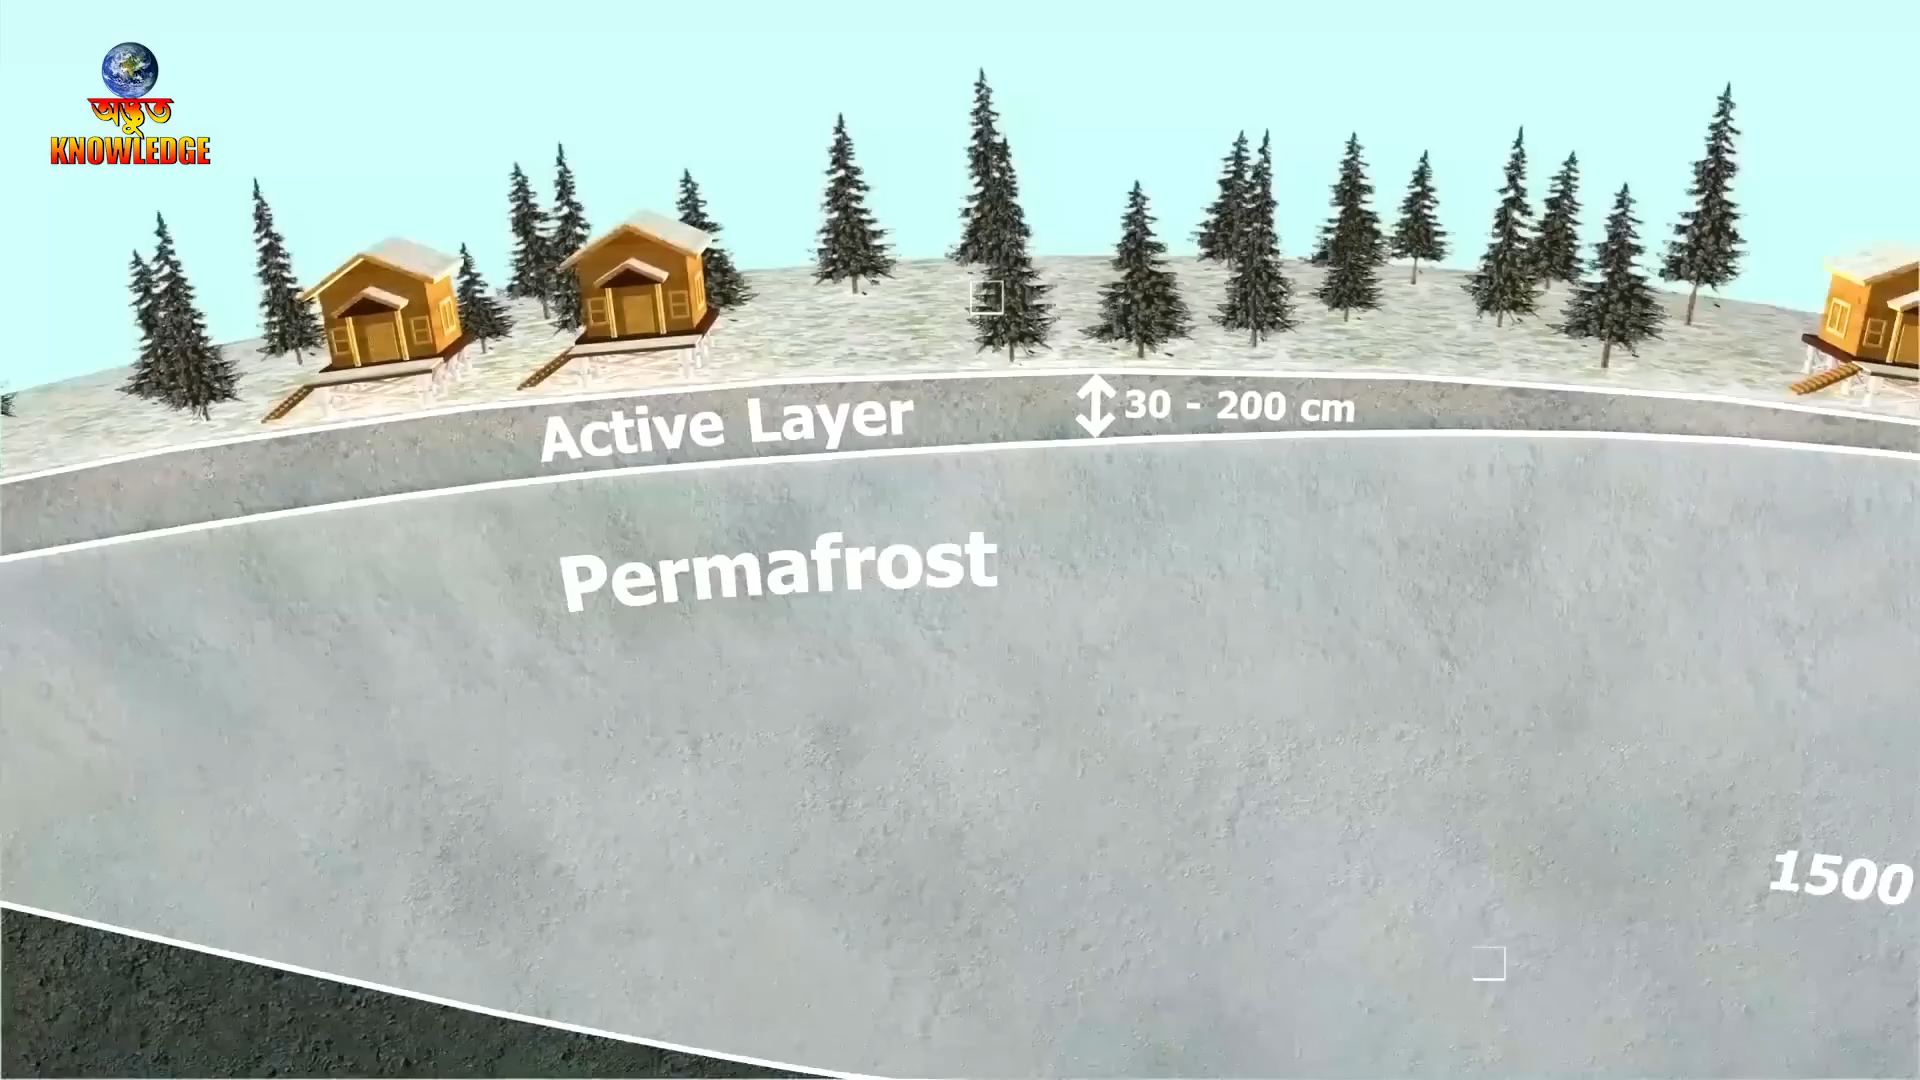 অদ্ভুত
KNOWLEDGE
Active Layer
30 - 200 cm
Permafrost
1500